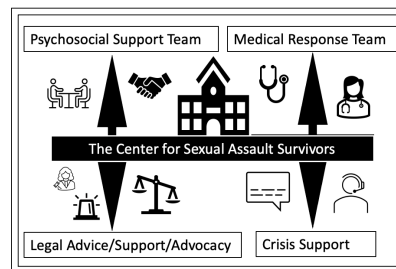 Psychosocial Support Team
Medical Response Team
The Center for Sexual Assault Survivors
Legal Advice/Support/Advocacy
Crisis Support